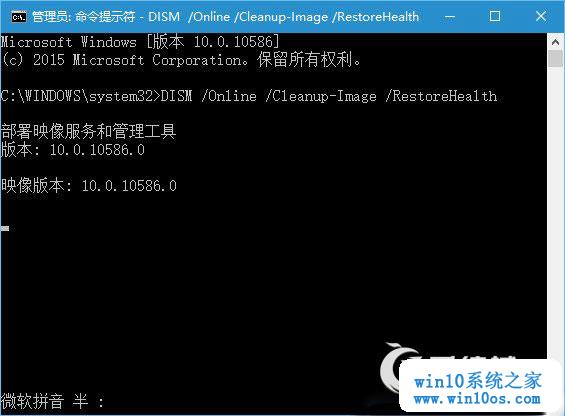 管理员: 命令提示符 - DISM /Online /Cleanup-Image /RestoreHealth
Microsoft Windows [版本 10.0.10586]
(c) 2015 Microsoft Corporation。保留所有权利。
C:\WINDOWS\system32>DISM /Online /Cleanup-Image /RestoreHealth
部署映像服务和管理工具
版本: 10.0.10586.0
映像版本: 10.0.10586.0
微软拼音 半 :
win10系统之家
www.win10os.com